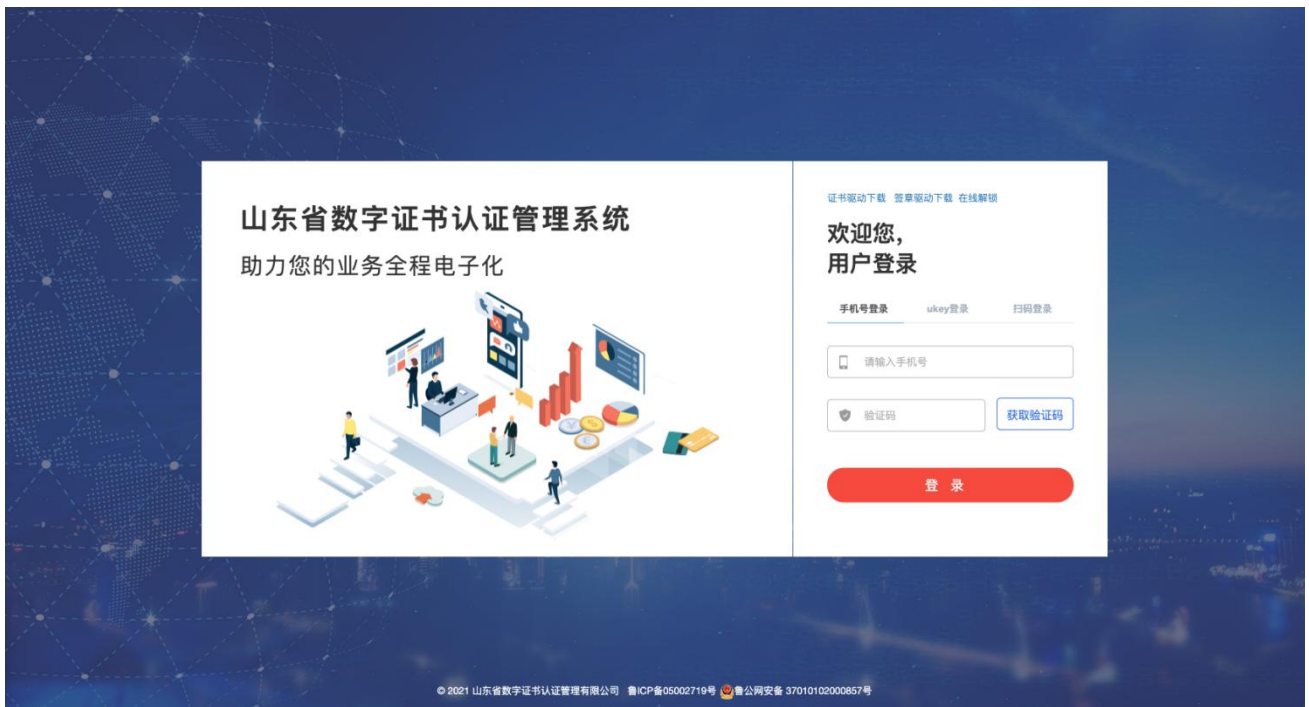 山东省数字证书认证管理系统
助力您的业务全程电子化
证书驱动下载 签章驱动下载 在线解锁
欢迎您，
用户登录
手机号登录 ukey登录 扫码登录
请输入手机号
验证码 获取验证码
登 录
© 2021 山东省数字证书认证管理有限公司 鲁ICP备05002719号 鲁公网安备 37010102000857号